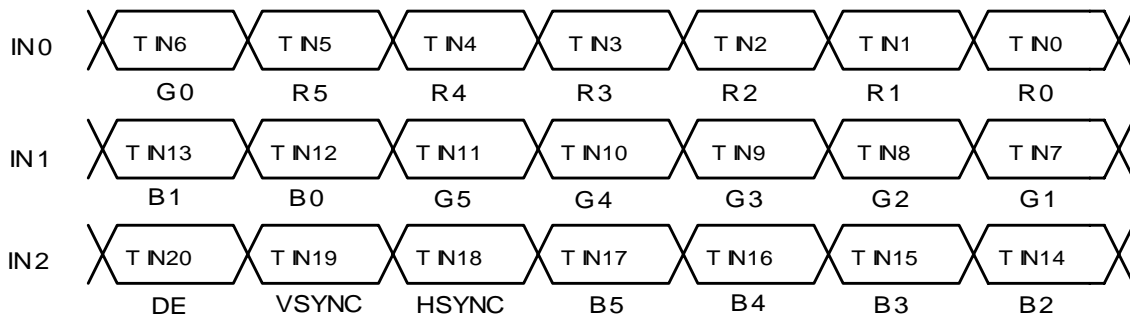 IN0 TIN6 TIN5 TIN4 TIN3 TIN2 TIN1 TIN0
G0 R5 R4 R3 R2 R1 R0
IN1 TIN13 TIN12 TIN11 TIN10 TIN9 TIN8 TIN7
B1 B0 G5 G4 G3 G2 G1
IN2 TIN20 TIN19 TIN18 TIN17 TIN16 TIN15 TIN14
DE VSYNC HSYNC B5 B4 B3 B2